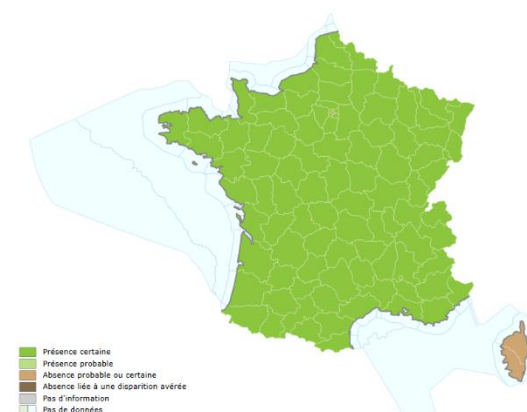 Présence certaine
Présence probable
Absence probable ou certaine
Absence liée à une disparition avérée
Pas d'information
Pas de données